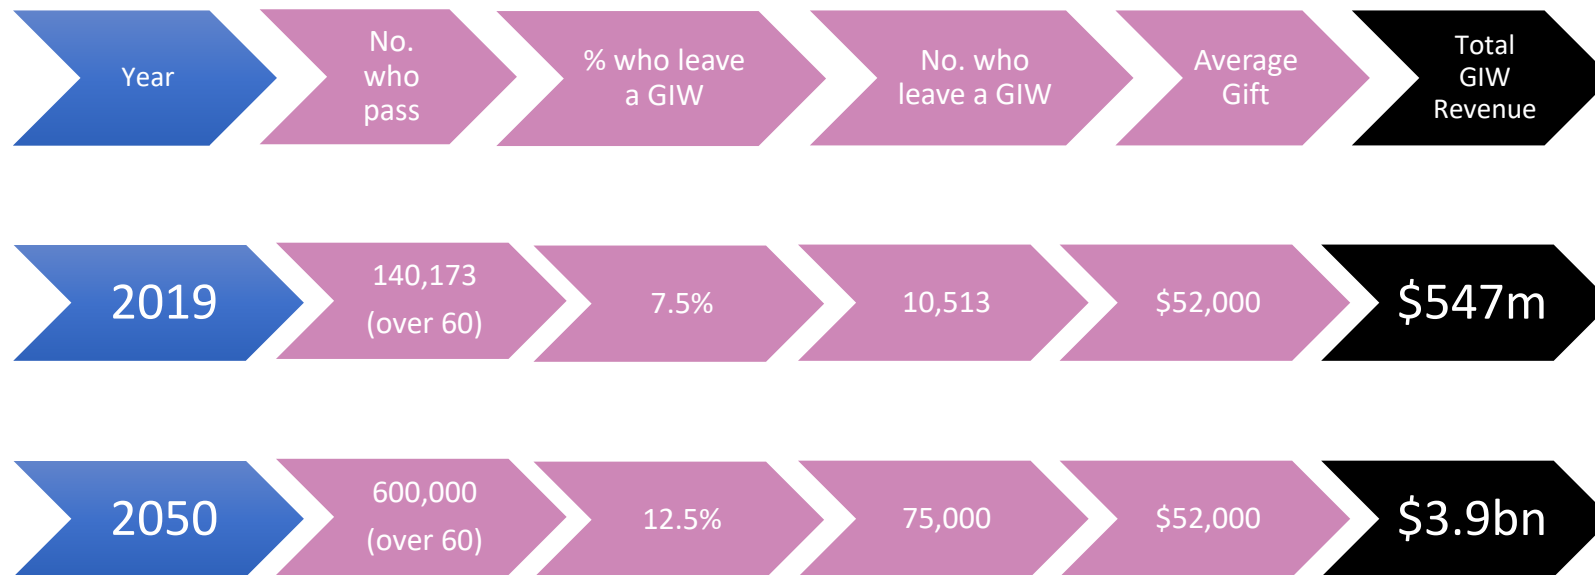 Year
No.
who
pass
% who leave
a GIW
No. who
leave a GIW
Average
Gift
Total
GIW
Revenue
2019
140,173
(over 60)
7.5%
10,513
$52,000
$547m
2050
600,000
(over 60)
12.5%
75,000
$52,000
$3.9bn